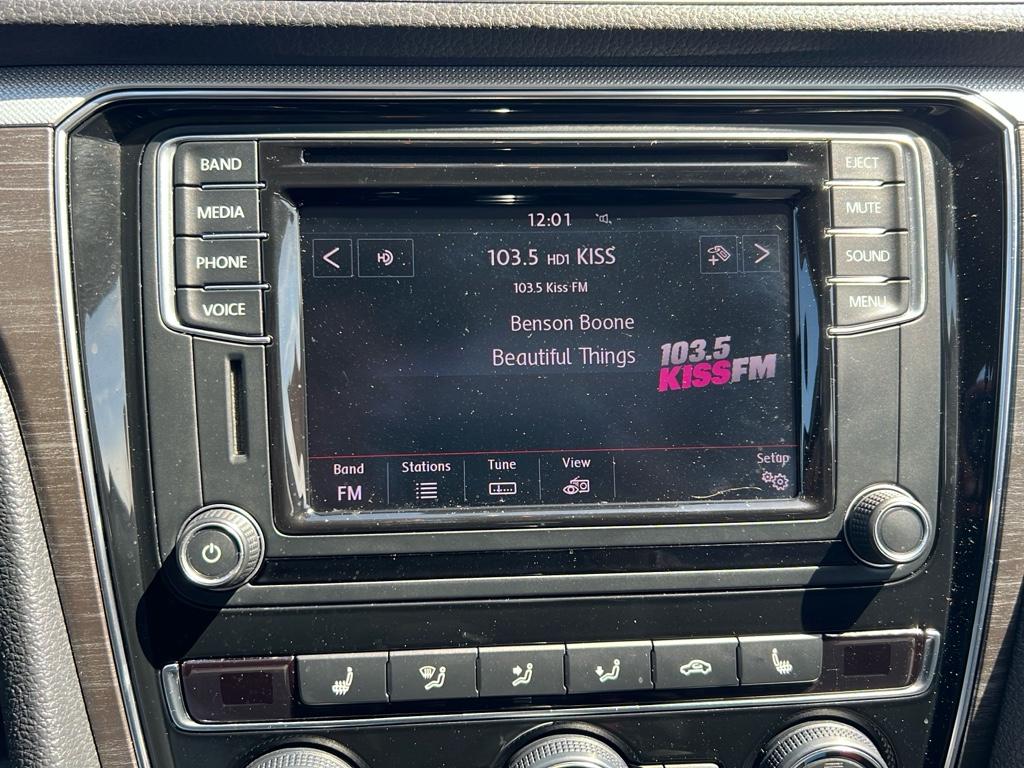 BAND
MEDIA
PHONE
VOICE
EJECT
MUTE
SOUND
MENU
12:01
<
HD
103.5 HD1 KISS
>
103.5 Kiss FM
Benson Boone
Beautiful Things
103.5
KISSFM
Band
FM
Stations
Tune
View
Setup